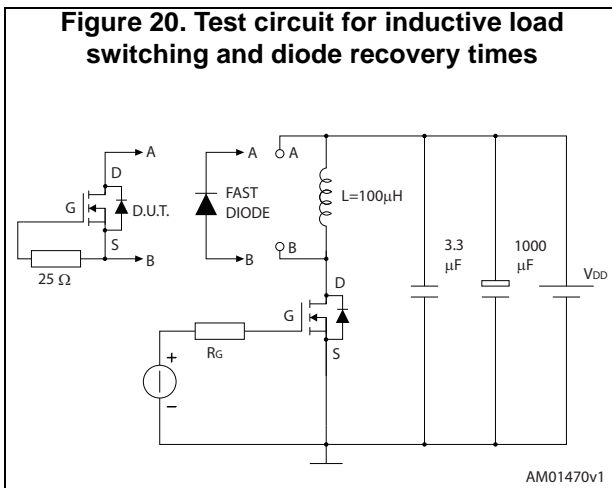 Figure 20. Test circuit for inductive load
switching and diode recovery times
A
D
G
D.U.T.
S
B
25 Ω
A
FAST
DIODE
B
A
B
L=100μH
D
G
S
RG
+
−
3.3
μF
1000
μF
VDD
AM01470v1